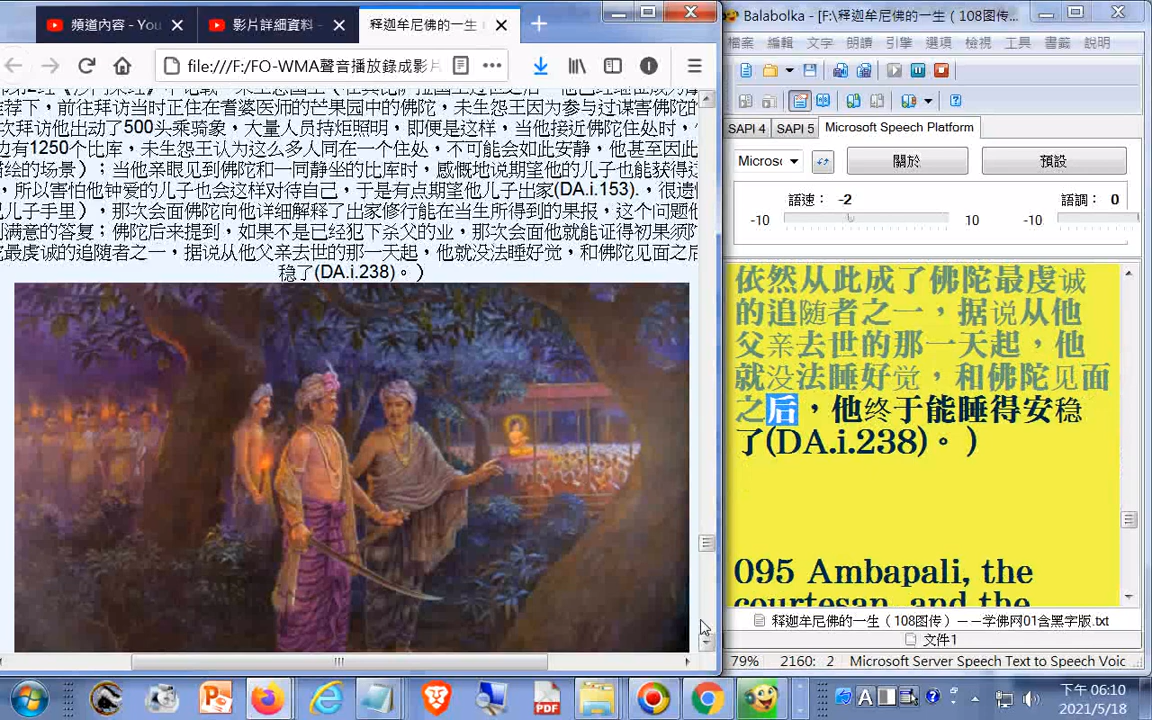 頻道內容 - You
影片詳細資料 -
释迦牟尼佛的一生
file:///F:/FO-WMA聲音播放錄成影片
荐下，前往拜访当时正住在耆婆医师的芒果园中的佛陀，未生怨王因为参与过谋害佛陀的
次拜访他出动了500头乘骑象，大量人员持炬照明，即便是这样，当他接近佛陀住处时，
边有1250个比库，未生怨王认为这么多人同在一个住处，不可能会如此安静，他甚至因此
绘的场景）；当他亲眼见到佛陀和一同静坐的比库时，感慨地说期望他的儿子也能获得这
，所以害怕他钟爱的儿子也会这样对待自己，于是有点期望他儿子出家(DA.i.153).，很遗
儿子手里），那次会面佛陀向他详细解释了出家修行能在当生所得到的果报，这个问题他
满意的答复；佛陀后来提到，如果不是已经犯下杀父的业，那次会面他就能证得初果须陀
最虔诚的追随者之一，据说从他父亲去世的那一天起，他就没法睡好觉，和佛陀见面之后
稳了(DA.i.238)。）
Balabolka - [F:\释迦牟尼佛的一生（108图传...
檔案 編輯 文字 朗讀 引擎 選項 檢視 工具 書籤 說明
SAPI 4 SAPI 5 Microsoft Speech Platform
Micros 關於 預設
語速： -2 語調： 0
-10 10 -10
依然从此成了佛陀最虔诚
的追随者之一，据说从他
父亲去世的那一天起，他
就没法睡好觉，和佛陀见面
之后，他终于能睡得安稳
了(DA.i.238)。）
095 Ambapali, the
courtesan, and the
释迦牟尼佛的一生（108图传）——学佛网01含黑字版.txt
文件1
79% 2160: 2 Microsoft Server Speech Text to Speech Voic
下午 06:10
2021/5/18